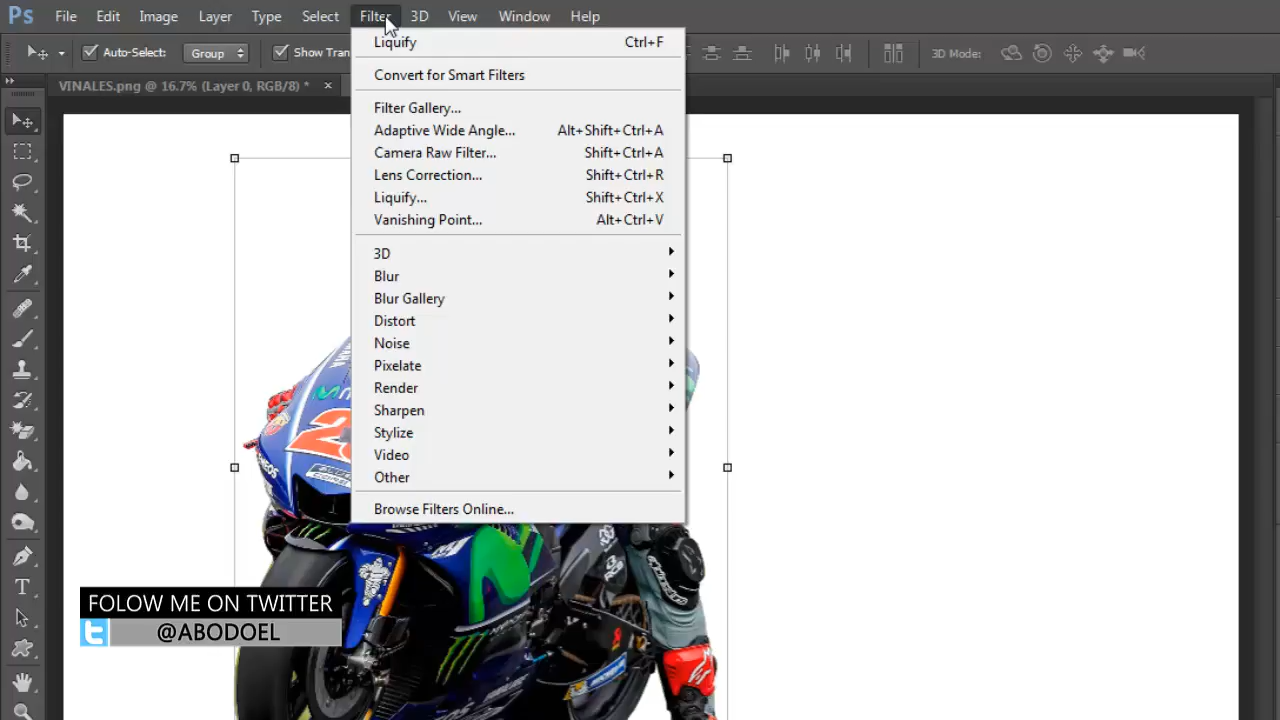 Ps File Edit Image Layer Type Select Filter 3D View Window Help
Auto-Select: Group Show Tran 3D Mode:
VINALES.png @ 16.7% (Layer 0, RGB/8) * ×
Liquify Ctrl+F
Convert for Smart Filters
Filter Gallery...
Adaptive Wide Angle... Alt+Shift+Ctrl+A
Camera Raw Filter... Shift+Ctrl+A
Lens Correction... Shift+Ctrl+R
Liquify... Shift+Ctrl+X
Vanishing Point... Alt+Ctrl+V
3D
Blur
Blur Gallery
Distort
Noise
Pixelate
Render
Sharpen
Stylize
Video
Other
Browse Filters Online...
ENEOS
FOLOW ME ON TWITTER
@ABODOEL